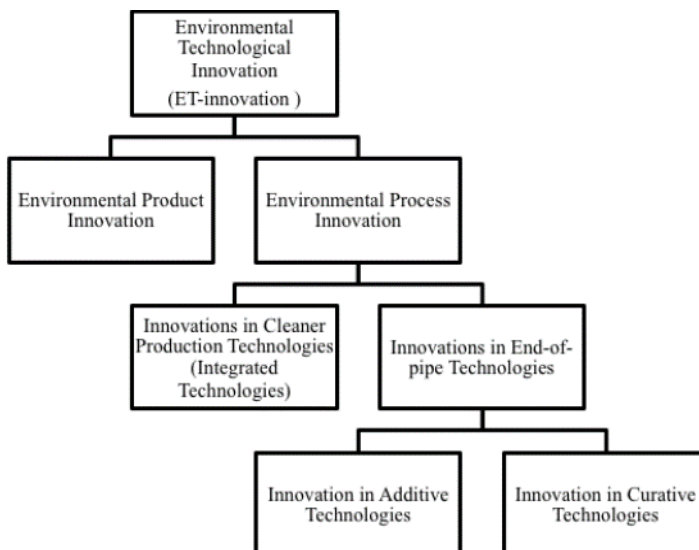 Environmental
Technological
Innovation
(ET-innovation )
Environmental Product
Innovation
Environmental Process
Innovation
Innovations in Cleaner
Production Technologies
(Integrated
Technologies)
Innovations in End-of-
pipe Technologies
Innovation in Additive
Technologies
Innovation in Curative
Technologies